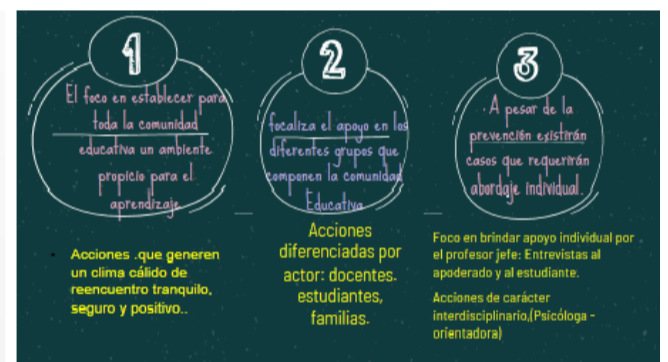 1
El foco en establecer para
toda la comunidad
educativa un ambiente
propicio para el
aprendizaje
Acciones .que generen
un clima cálido de
reencuentro tranquilo,
seguro y positivo..
2
focaliza el apoyo en los
diferentes grupos que
componen la comunidad
Educativa
Acciones
diferenciadas por
actor: docentes.
estudiantes,
familias.
3
. A pesar de la
prevención existirán
casos que requerirán
abordaje individual.
Foco en brindar apoyo individual por
el profesor jefe: Entrevistas al
apoderado y al estudiante.
Acciones de carácter
interdisciplinario,(Psicóloga -
orientadora)